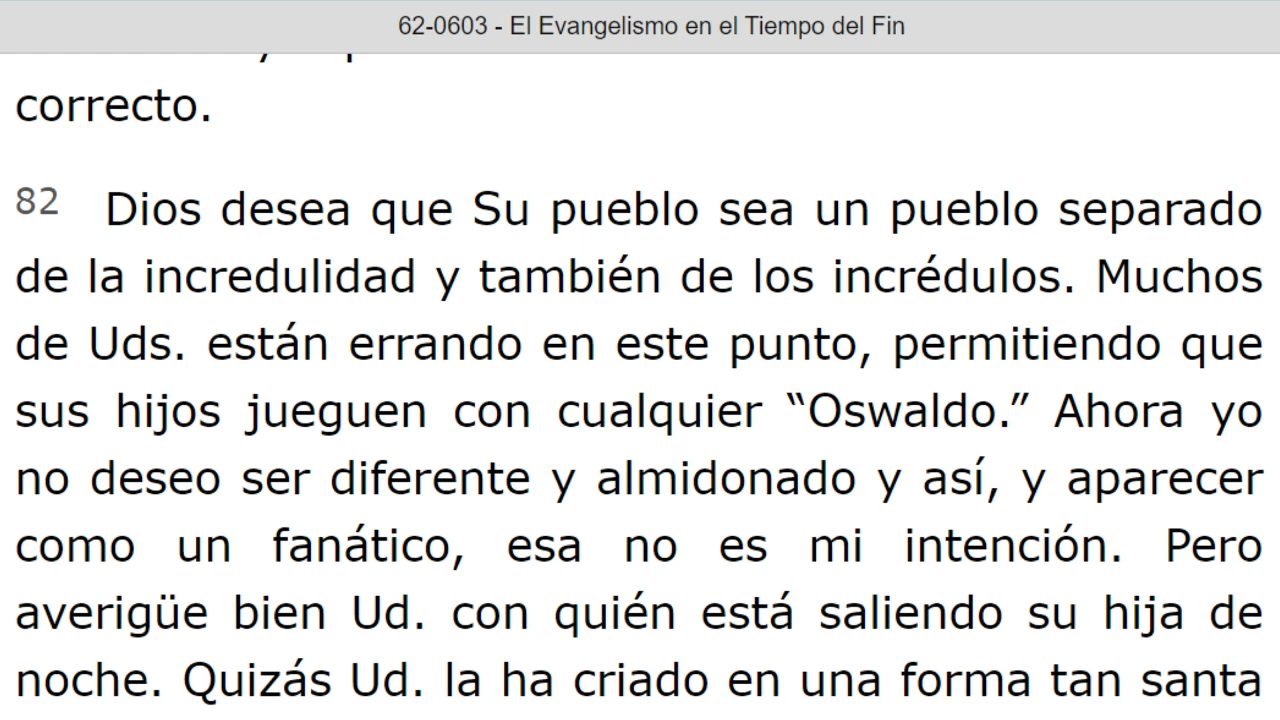 62-0603 - El Evangelismo en el Tiempo del Fin
correcto.
82 Dios desea que Su pueblo sea un pueblo separado
de la incredulidad y también de los incrédulos. Muchos
de Uds. están errando en este punto, permitiendo que
sus hijos jueguen con cualquier “Oswaldo.” Ahora yo
no deseo ser diferente y almidonado y así, y aparecer
como un fanático, esa no es mi intención. Pero
averigüe bien Ud. con quién está saliendo su hija de
noche. Quizás Ud. la ha criado en una forma tan santa